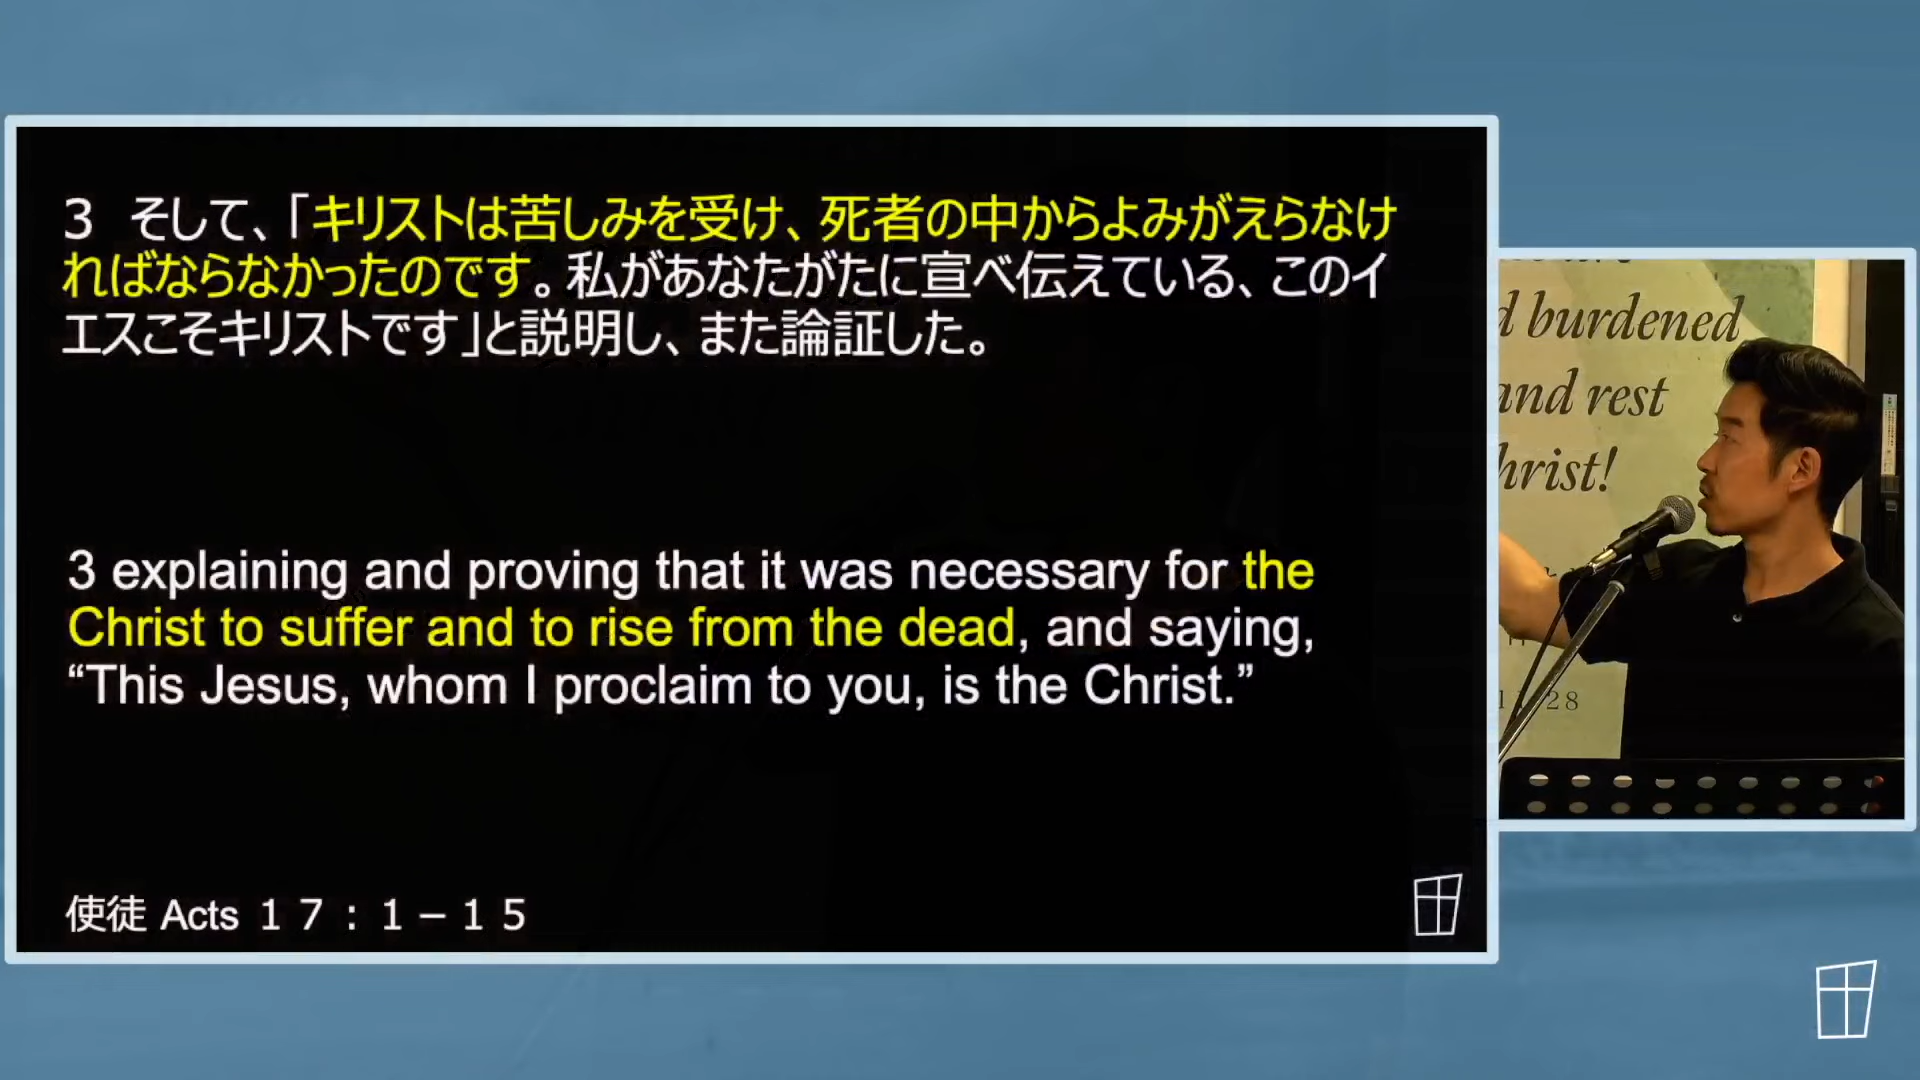 3 そして、「キリストは苦しみを受け、死者の中からよみがえらなけ
ればならなかったのです。私があなたがたに宣べ伝えている、このイ
エスこそキリストです」と説明し、また論証した。
3 explaining and proving that it was necessary for the
Christ to suffer and to rise from the dead, and saying,
“This Jesus, whom I proclaim to you, is the Christ.”
使徒 Acts １７：１－１５
d burdened
and rest
hrist!
28